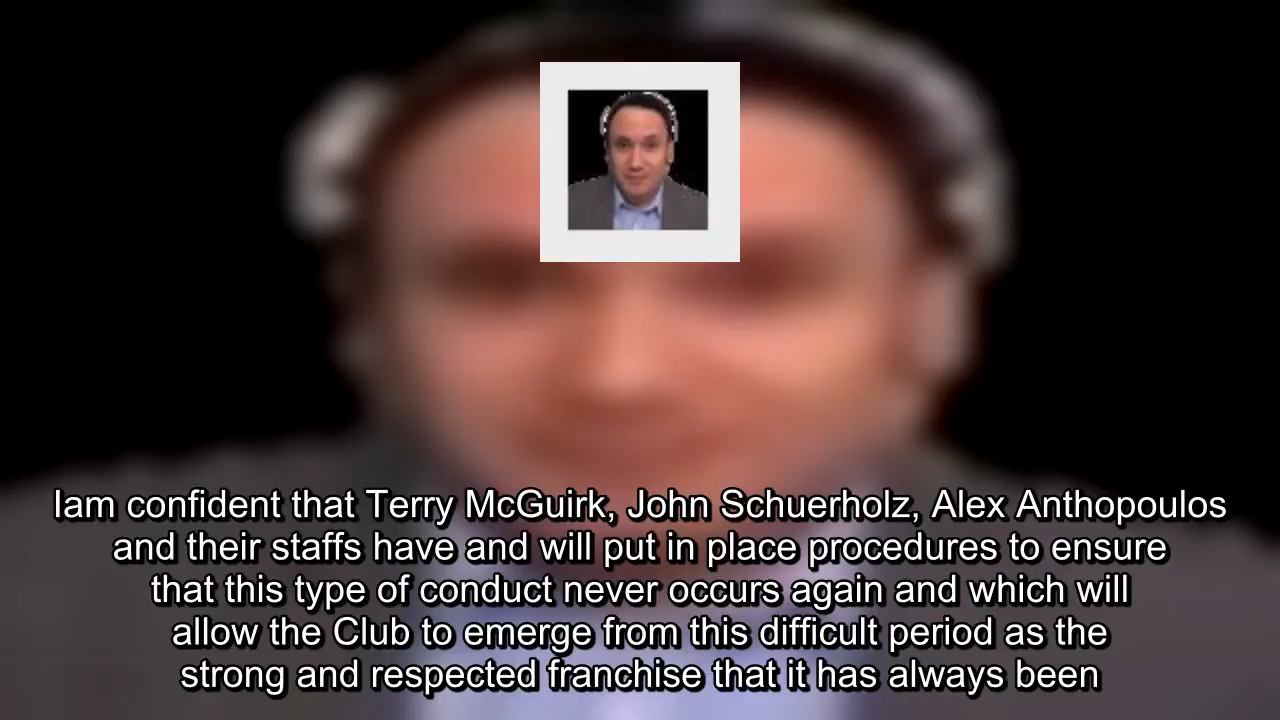 Iam confident that Terry McGuirk, John Schuerholz, Alex Anthopoulos
and their staffs have and will put in place procedures to ensure
that this type of conduct never occurs again and which will
allow the Club to emerge from this difficult period as the
strong and respected franchise that it has always been